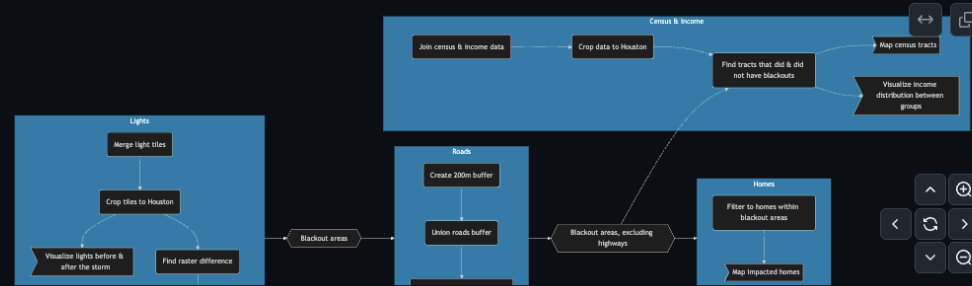 Census & Income
Join census & income data
Crop data to Houston
Find tracts that did & did
not have blackouts
Map census tracts
Visualize income
distribution between
groups
Lights
Merge light tiles
Crop tiles to Houston
Visualize lights before &
after the storm
Find raster difference
Blackout areas
Roads
Create 200m buffer
Union roads buffer
Blackout areas, excluding
highways
Homes
Filter to homes within
blackout areas
Map impacted homes